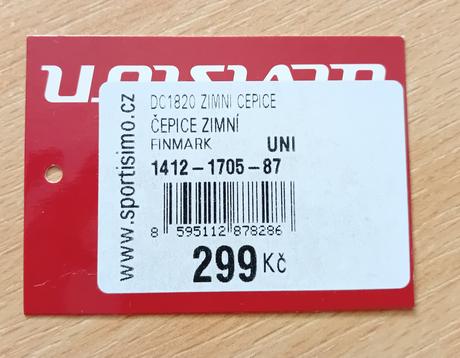 www.sportisimo.cz
DC1820 ZIMNI CEPICE
ČEPICE ZIMNÍ
FINMARK UNI
1412-1705-87
8 595112 878286
299 Kč